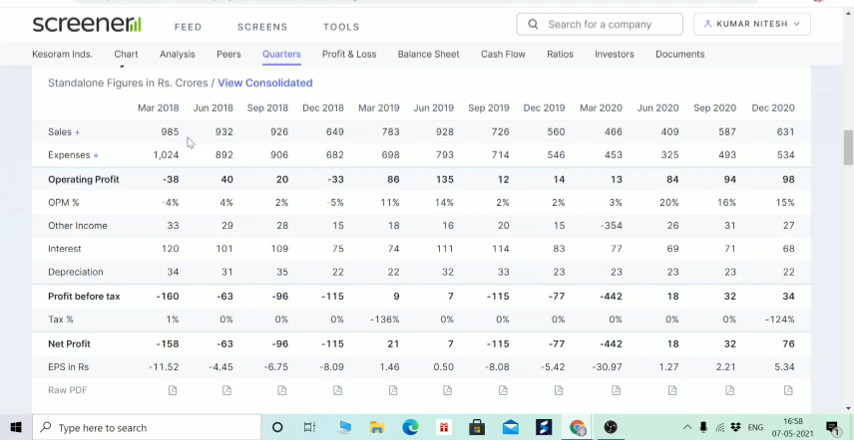 screener
FEED SCREENS TOOLS
Search for a company
KUMAR NITESH
Kesoram Inds. Chart Analysis Peers Quarters Profit & Loss Balance Sheet Cash Flow Ratios Investors Documents
Standalone Figures in Rs. Crores / View Consolidated
Mar 2018 Jun 2018 Sep 2018 Dec 2018 Mar 2019 Jun 2019 Sep 2019 Dec 2019 Mar 2020 Jun 2020 Sep 2020 Dec 2020
Sales + 985 932 926 649 783 928 726 560 466 409 587 631
Expenses + 1,024 892 906 682 698 793 714 546 453 325 493 534
Operating Profit -38 40 20 -33 86 135 12 14 13 84 94 98
OPM % -4% 4% 2% -5% 11% 14% 2% 2% 3% 20% 16% 15%
Other Income 33 29 28 15 18 16 20 15 -354 26 31 27
Interest 120 101 109 75 74 111 114 83 77 69 71 68
Depreciation 34 31 35 22 22 32 33 23 23 23 23 22
Profit before tax -160 -63 -96 -115 9 7 -115 -77 -442 18 32 34
Tax % 1% 0% 0% 0% -136% 0% 0% 0% 0% 0% 0% -124%
Net Profit -158 -63 -96 -115 21 7 -115 -77 -442 18 32 76
EPS in Rs -11.52 -4.45 -6.75 -8.09 1.46 0.50 -8.08 -5.42 -30.97 1.27 2.21 5.34
Raw PDF
Type here to search
ENG
16:58
07-05-2021